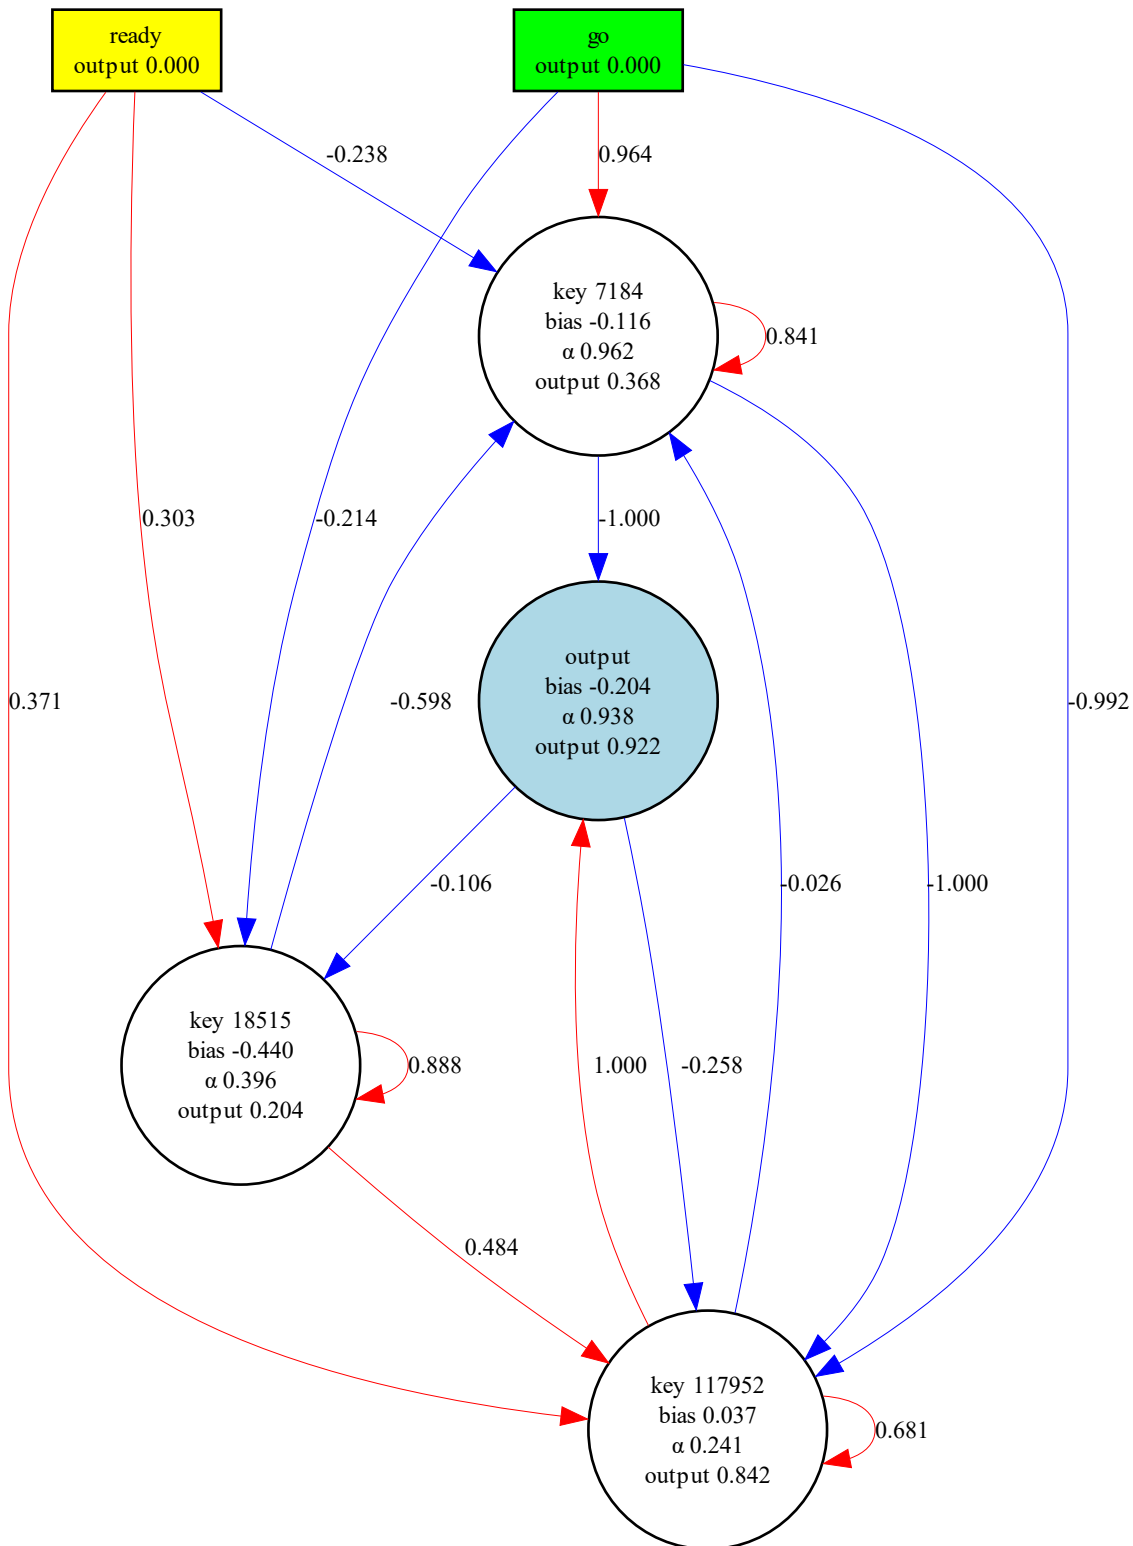 ready
output 0.000
go
output 0.000
-0.238
0.964
key 7184
bias -0.116
α 0.962
output 0.368
0.841
0.303
-0.214
-1.000
output
bias -0.204
α 0.938
output 0.922
0.371
-0.598
-0.992
-0.106
-0.026
-1.000
key 18515
bias -0.440
α 0.396
output 0.204
0.888
1.000
-0.258
0.484
key 117952
bias 0.037
α 0.241
output 0.842
0.681